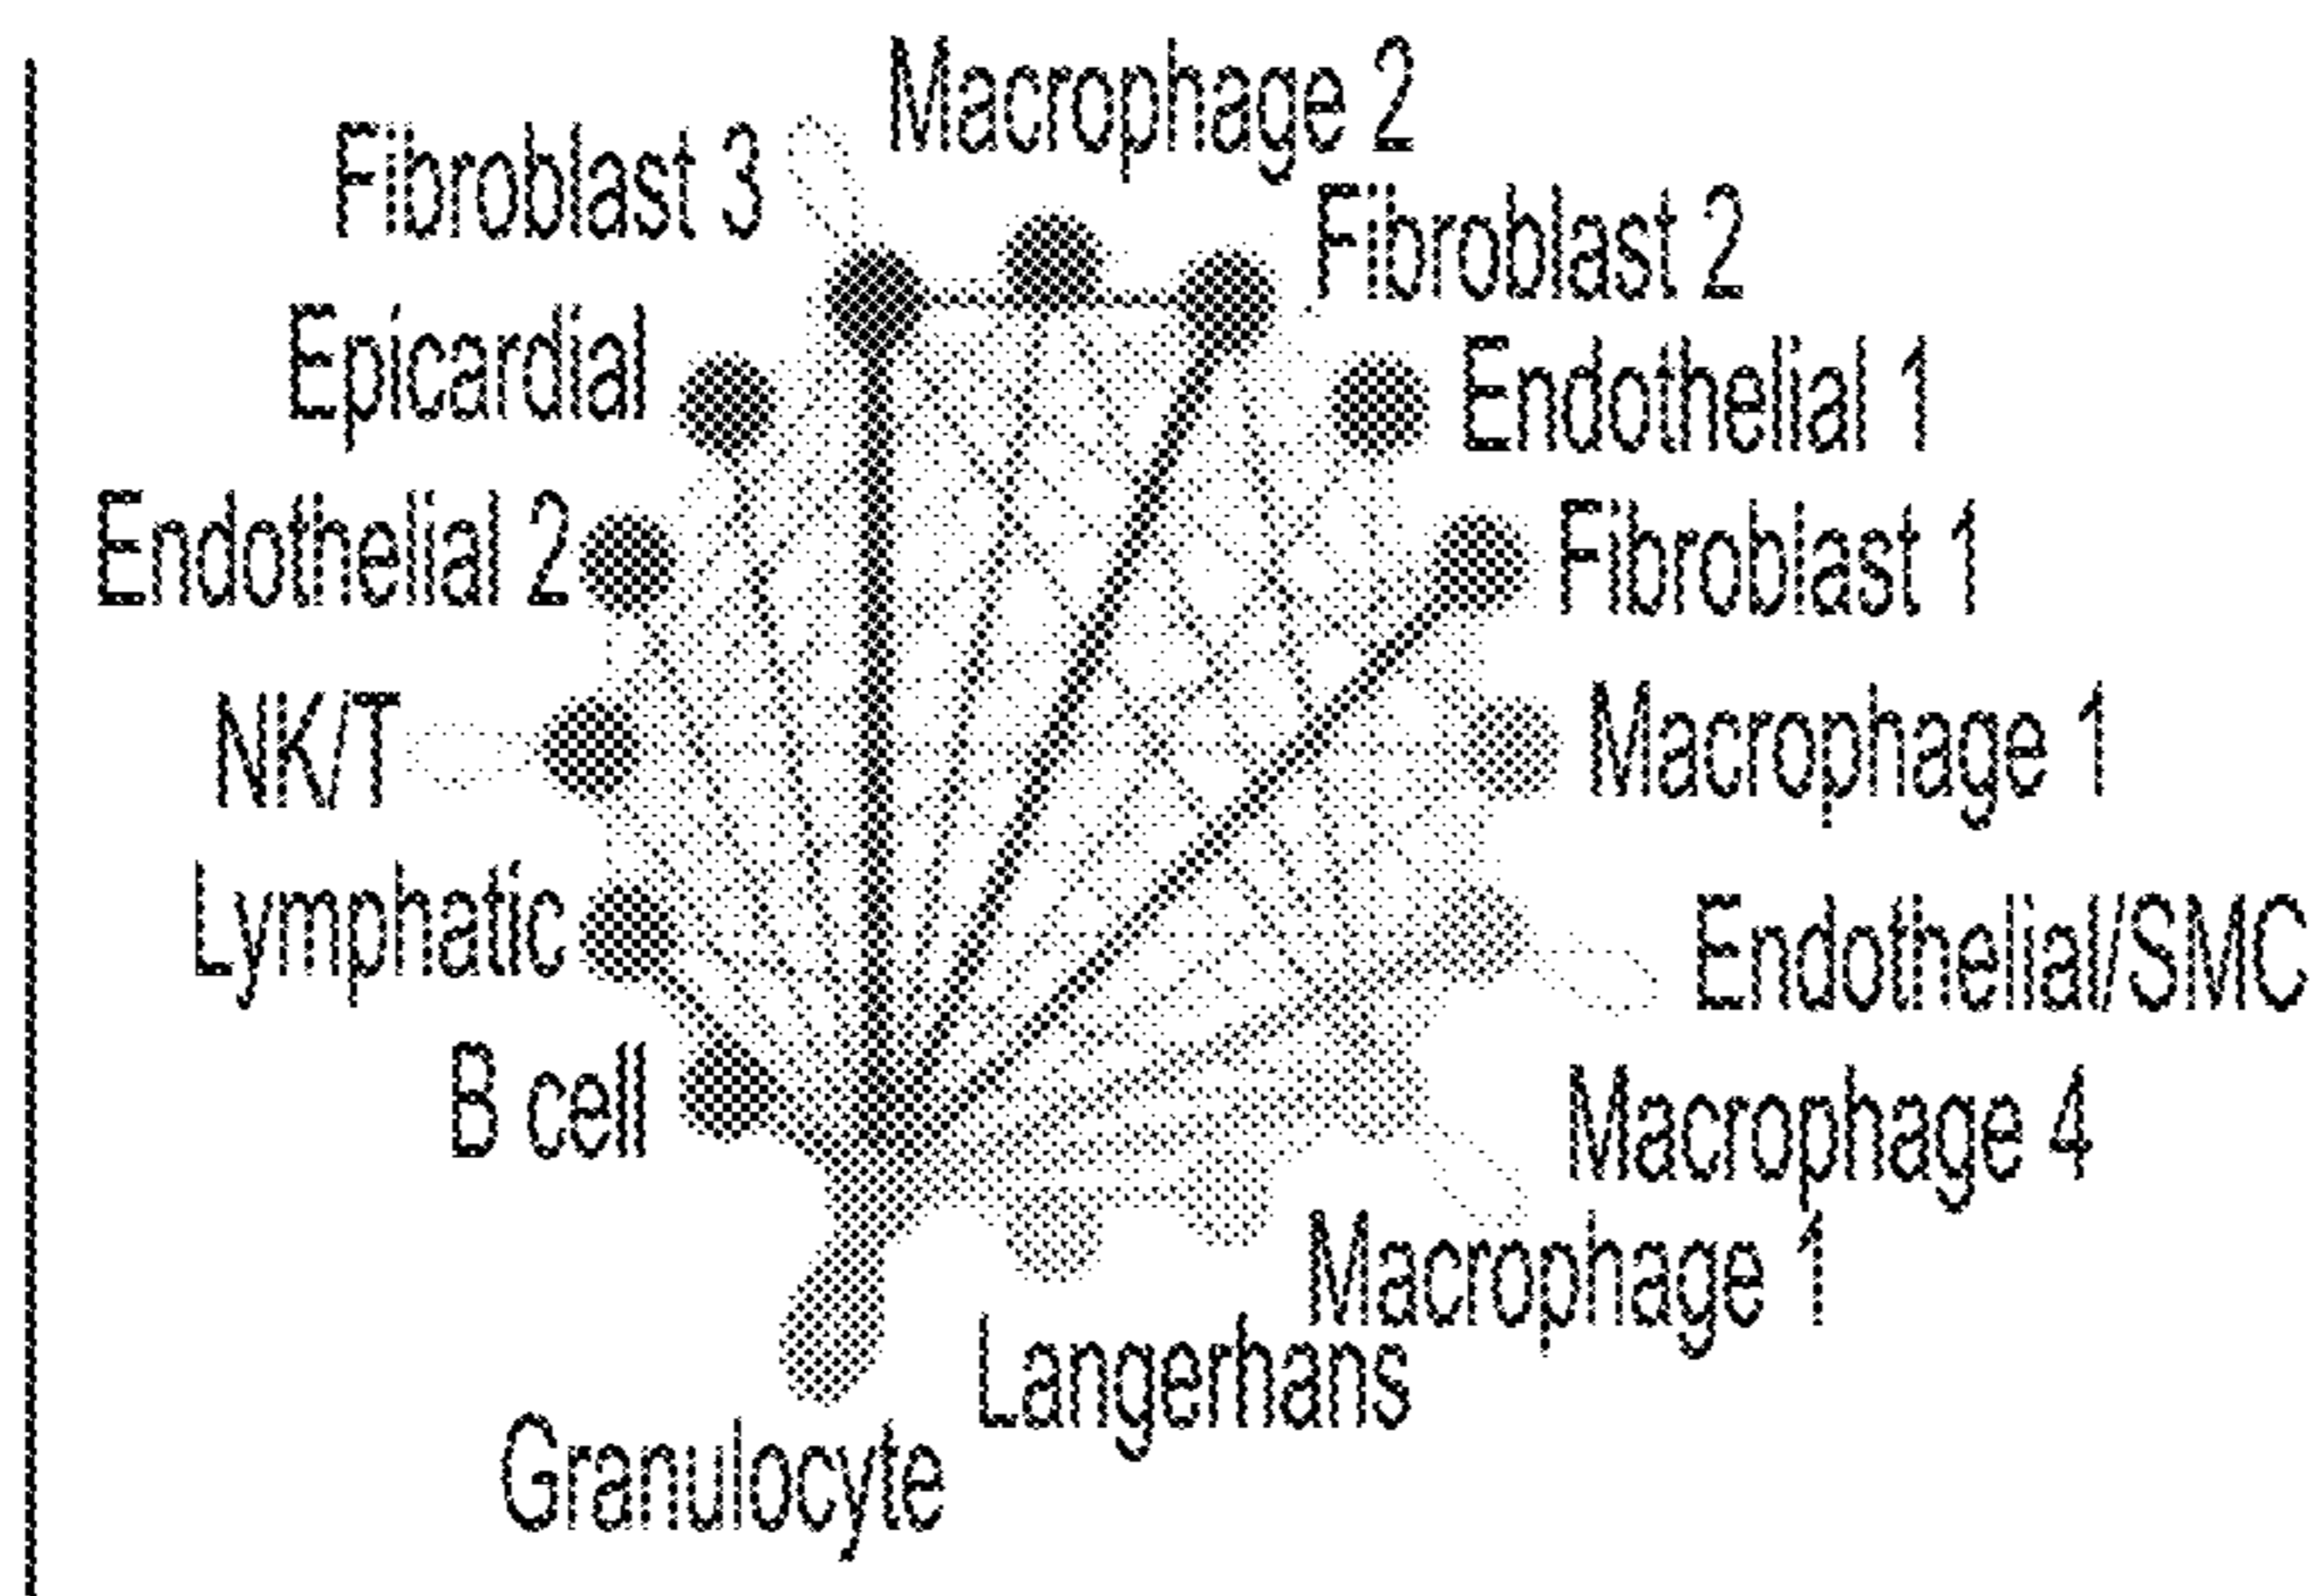 Macrophage 2
Fibroblast 3
Fibroblast 2
Epicardial
Endothelial 1
Endothelial 2
Fibroblast 1
NK/T
Macrophage 1
Lymphatic
Endothelial/SMC
B cell
Macrophage 4
Macrophage 1
Langerhans
Granulocyte